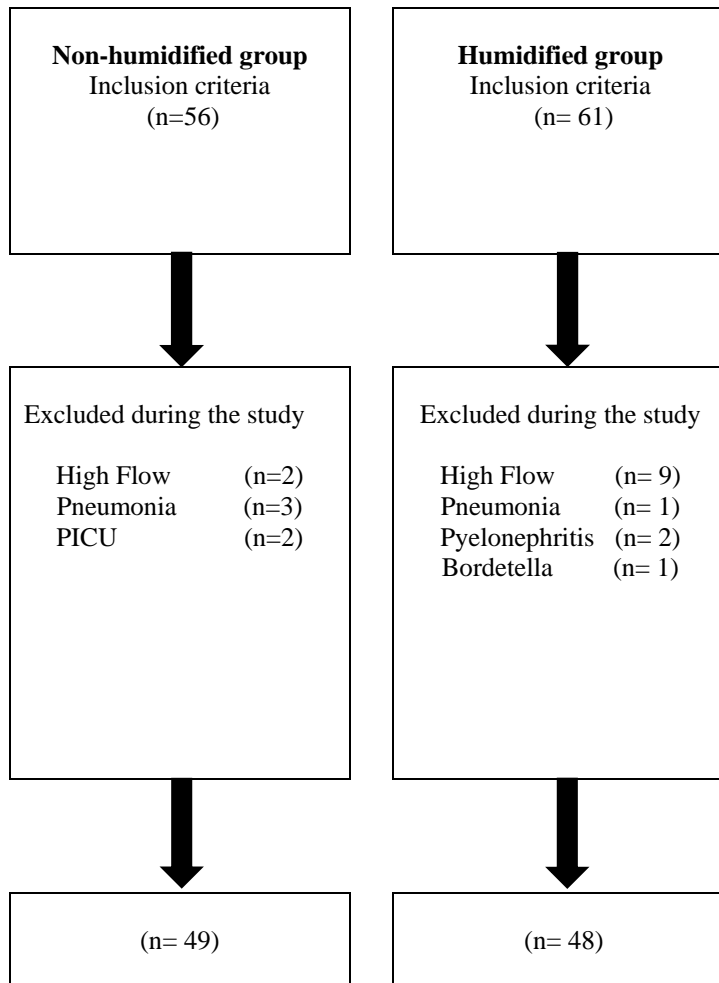 Non-humidified group
Inclusion criteria
(n=56)
Humidified group
Inclusion criteria
(n= 61)
Excluded during the study
High Flow (n=2)
Pneumonia (n=3)
PICU (n=2)
Excluded during the study
High Flow (n= 9)
Pneumonia (n= 1)
Pyelonephritis (n= 2)
Bordetella (n= 1)
(n= 49)
(n= 48)